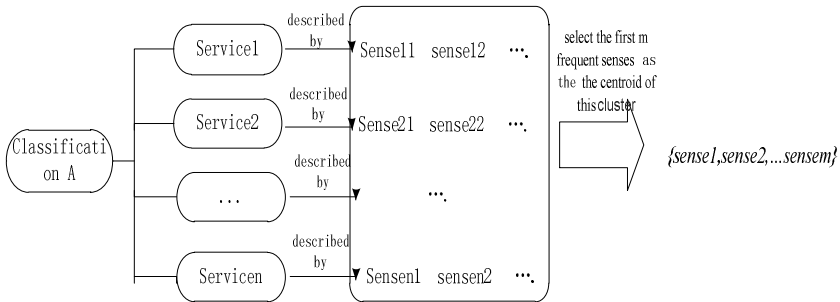 Classificati
on A
Service1
described
by
Sense11 sense12 ….
Service2
described
by
Sense21 sense22 ….
...
described
by
….
Servicen
described
by
Sensen1 sensen2 ….
select the first m
frequent senses as
the the centroid of
this cluster
{sense1,sense2,...sensem}